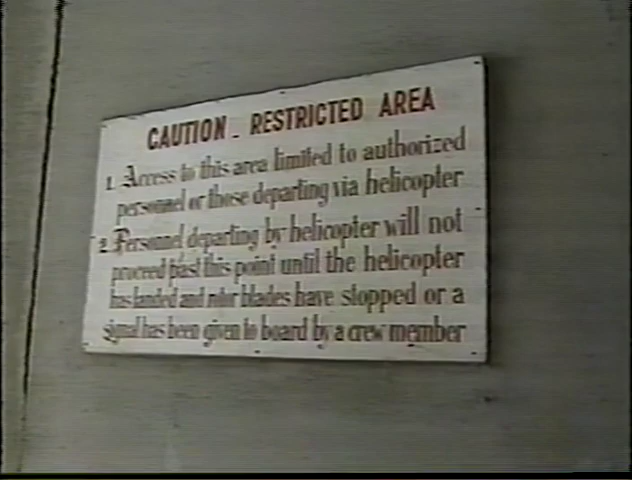 CAUTION - RESTRICTED AREA
1. Access to this area limited to authorized
personnel or those departing via helicopter
2. Personnel departing by helicopter will not
proceed past this point until the helicopter
has landed and rotor blades have stopped or a
signal has been given to board by a crew member